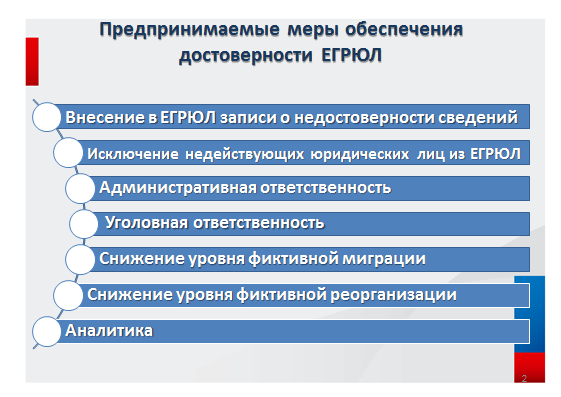 Предпринимаемые меры обеспечения
достоверности ЕГРЮЛ
Внесение в ЕГРЮЛ записи о недостоверности сведений
Исключение недействующих юридических лиц из ЕГРЮЛ
Административная ответственность
Уголовная ответственность
Снижение уровня фиктивной миграции
Снижение уровня фиктивной реорганизации
Аналитика
2